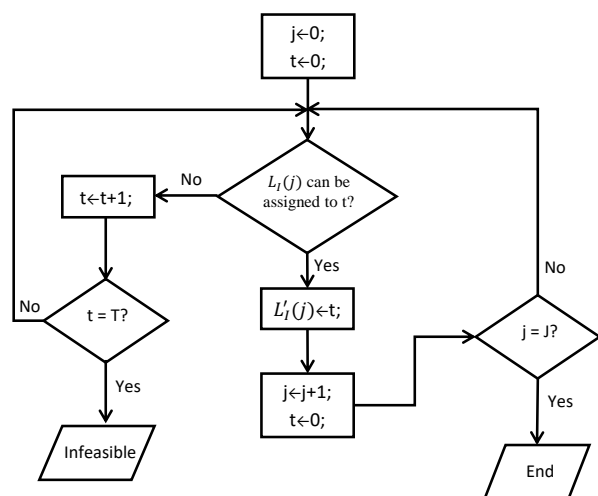 j←0;
t←0;
L_I(j) can be
assigned to t?
No
t←t+1;
Yes
No
t = T?
L'_I(j)←t;
No
j = J?
Yes
j←j+1;
t←0;
Yes
Infeasible
End